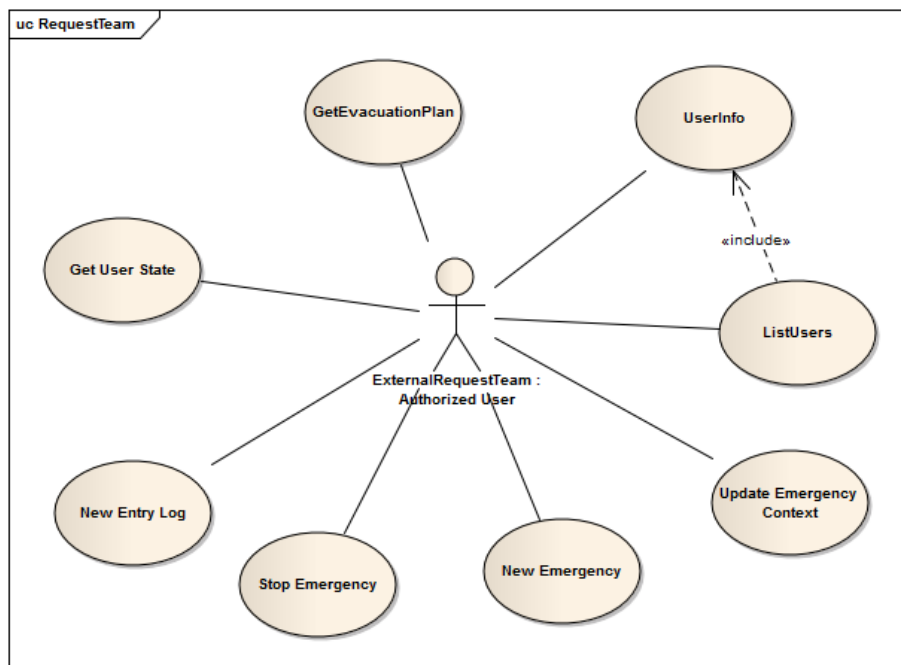 uc RequestTeam
GetEvacuationPlan
UserInfo
«include»
Get User State
ListUsers
ExternalRequestTeam :
Authorized User
Update Emergency
Context
New Entry Log
Stop Emergency
New Emergency